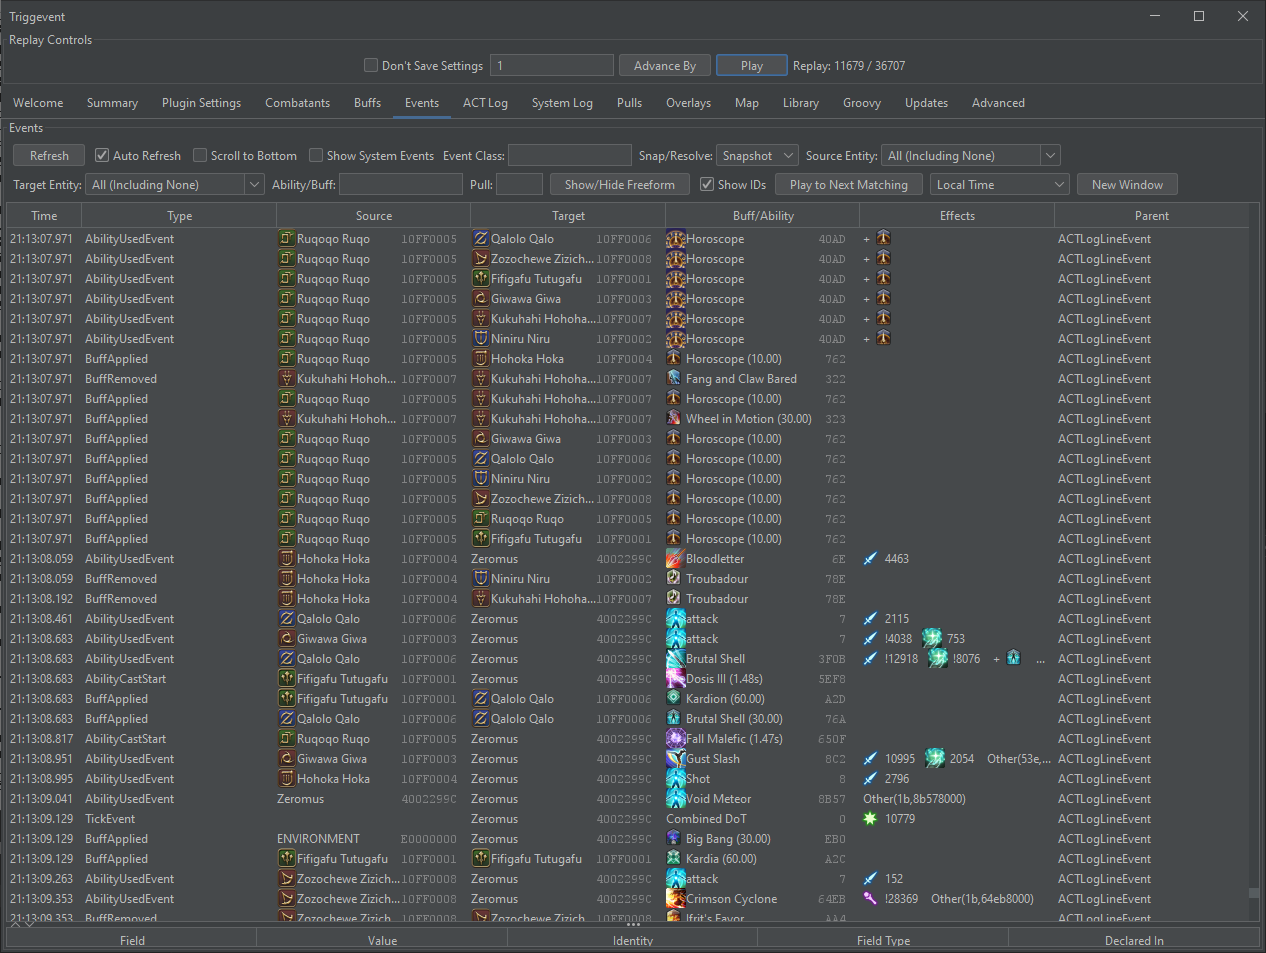 Triggevent
Replay Controls
Don't Save Settings 1 Advance By Play Replay: 11679 / 36707
Welcome Summary Plugin Settings Combatants Buffs Events ACT Log System Log Pulls Overlays Map Library Groovy Updates Advanced
Events
Refresh Auto Refresh Scroll to Bottom Show System Events Event Class: Snap/Resolve: Snapshot Source Entity: All (Including None)
Target Entity: All (Including None) Ability/Buff: Pull: Show/Hide Freeform Show IDs Play to Next Matching Local Time New Window
Time Type Source Target Buff/Ability Effects Parent
21:13:07.971 AbilityUsedEvent Ruqoqo Ruqo 10FF0005 Qalolo Qalo 10FF0006 Horoscope 40AD + ACTLogLineEvent
21:13:07.971 AbilityUsedEvent Ruqoqo Ruqo 10FF0005 Zozochewe Zizich... 10FF0008 Horoscope 40AD + ACTLogLineEvent
21:13:07.971 AbilityUsedEvent Ruqoqo Ruqo 10FF0005 Fifigafu Tutugafu 10FF0001 Horoscope 40AD + ACTLogLineEvent
21:13:07.971 AbilityUsedEvent Ruqoqo Ruqo 10FF0005 Giwawa Giwa 10FF0003 Horoscope 40AD + ACTLogLineEvent
21:13:07.971 AbilityUsedEvent Ruqoqo Ruqo 10FF0005 Kukuhahi Hohoha... 10FF0007 Horoscope 40AD + ACTLogLineEvent
21:13:07.971 AbilityUsedEvent Ruqoqo Ruqo 10FF0005 Niniru Niru 10FF0002 Horoscope 40AD + ACTLogLineEvent
21:13:07.971 BuffApplied Ruqoqo Ruqo 10FF0005 Hohoka Hoka 10FF0004 Horoscope (10.00) 762 ACTLogLineEvent
21:13:07.971 BuffRemoved Kukuhahi Hohoh... 10FF0007 Kukuhahi Hohoha... 10FF0007 Fang and Claw Bared 322 ACTLogLineEvent
21:13:07.971 BuffApplied Ruqoqo Ruqo 10FF0005 Kukuhahi Hohoha... 10FF0007 Horoscope (10.00) 762 ACTLogLineEvent
21:13:07.971 BuffApplied Kukuhahi Hohoh... 10FF0007 Kukuhahi Hohoha... 10FF0007 Wheel in Motion (30.00) 323 ACTLogLineEvent
21:13:07.971 BuffApplied Ruqoqo Ruqo 10FF0005 Giwawa Giwa 10FF0003 Horoscope (10.00) 762 ACTLogLineEvent
21:13:07.971 BuffApplied Ruqoqo Ruqo 10FF0005 Qalolo Qalo 10FF0006 Horoscope (10.00) 762 ACTLogLineEvent
21:13:07.971 BuffApplied Ruqoqo Ruqo 10FF0005 Niniru Niru 10FF0002 Horoscope (10.00) 762 ACTLogLineEvent
21:13:07.971 BuffApplied Ruqoqo Ruqo 10FF0005 Zozochewe Zizich... 10FF0008 Horoscope (10.00) 762 ACTLogLineEvent
21:13:07.971 BuffApplied Ruqoqo Ruqo 10FF0005 Ruqoqo Ruqo 10FF0005 Horoscope (10.00) 762 ACTLogLineEvent
21:13:07.971 BuffApplied Ruqoqo Ruqo 10FF0005 Fifigafu Tutugafu 10FF0001 Horoscope (10.00) 762 ACTLogLineEvent
21:13:08.059 AbilityUsedEvent Hohoka Hoka 10FF0004 Zeromus 4002299C Bloodletter 6E 4463 ACTLogLineEvent
21:13:08.059 BuffRemoved Hohoka Hoka 10FF0004 Niniru Niru 10FF0002 Troubadour 78E ACTLogLineEvent
21:13:08.192 BuffRemoved Hohoka Hoka 10FF0004 Kukuhahi Hohoha... 10FF0007 Troubadour 78E ACTLogLineEvent
21:13:08.461 AbilityUsedEvent Qalolo Qalo 10FF0006 Zeromus 4002299C attack 7 2115 ACTLogLineEvent
21:13:08.683 AbilityUsedEvent Giwawa Giwa 10FF0003 Zeromus 4002299C attack 7 !4038 753 ACTLogLineEvent
21:13:08.683 AbilityUsedEvent Qalolo Qalo 10FF0006 Zeromus 4002299C Brutal Shell 3F0B !12918 !8076 + ... ACTLogLineEvent
21:13:08.683 AbilityCastStart Fifigafu Tutugafu 10FF0001 Zeromus 4002299C Dosis III (1.48s) 5EF8 ACTLogLineEvent
21:13:08.683 BuffApplied Fifigafu Tutugafu 10FF0001 Qalolo Qalo 10FF0006 Kardion (60.00) A2D ACTLogLineEvent
21:13:08.683 BuffApplied Qalolo Qalo 10FF0006 Qalolo Qalo 10FF0006 Brutal Shell (30.00) 76A ACTLogLineEvent
21:13:08.817 AbilityCastStart Ruqoqo Ruqo 10FF0005 Zeromus 4002299C Fall Malefic (1.47s) 650F ACTLogLineEvent
21:13:08.951 AbilityUsedEvent Giwawa Giwa 10FF0003 Zeromus 4002299C Gust Slash 8C2 10995 2054 Other(53e,... ACTLogLineEvent
21:13:08.995 AbilityUsedEvent Hohoka Hoka 10FF0004 Zeromus 4002299C Shot 8 2796 ACTLogLineEvent
21:13:09.041 AbilityUsedEvent Zeromus 4002299C Zeromus 4002299C Void Meteor 8B57 Other(1b,8b578000) ACTLogLineEvent
21:13:09.129 TickEvent Zeromus 4002299C Combined DoT 0 10779 ACTLogLineEvent
21:13:09.129 BuffApplied ENVIRONMENT E0000000 Zeromus 4002299C Big Bang (30.00) EB0 ACTLogLineEvent
21:13:09.129 BuffApplied Fifigafu Tutugafu 10FF0001 Fifigafu Tutugafu 10FF0001 Kardia (60.00) A2C ACTLogLineEvent
21:13:09.263 AbilityUsedEvent Zozochewe Zizich... 10FF0008 Zeromus 4002299C attack 7 152 ACTLogLineEvent
21:13:09.353 AbilityUsedEvent Zozochewe Zizich... 10FF0008 Zeromus 4002299C Crimson Cyclone 64EB !28369 Other(1b,64eb8000) ACTLogLineEvent
21:13:09.353 BuffRemoved Zozochewe Zizich... 10FF0008 Zozochewe Zizich... 10FF0008 Ifrit's Favor AA4 ACTLogLineEvent
Field Value Identity Field Type Declared In